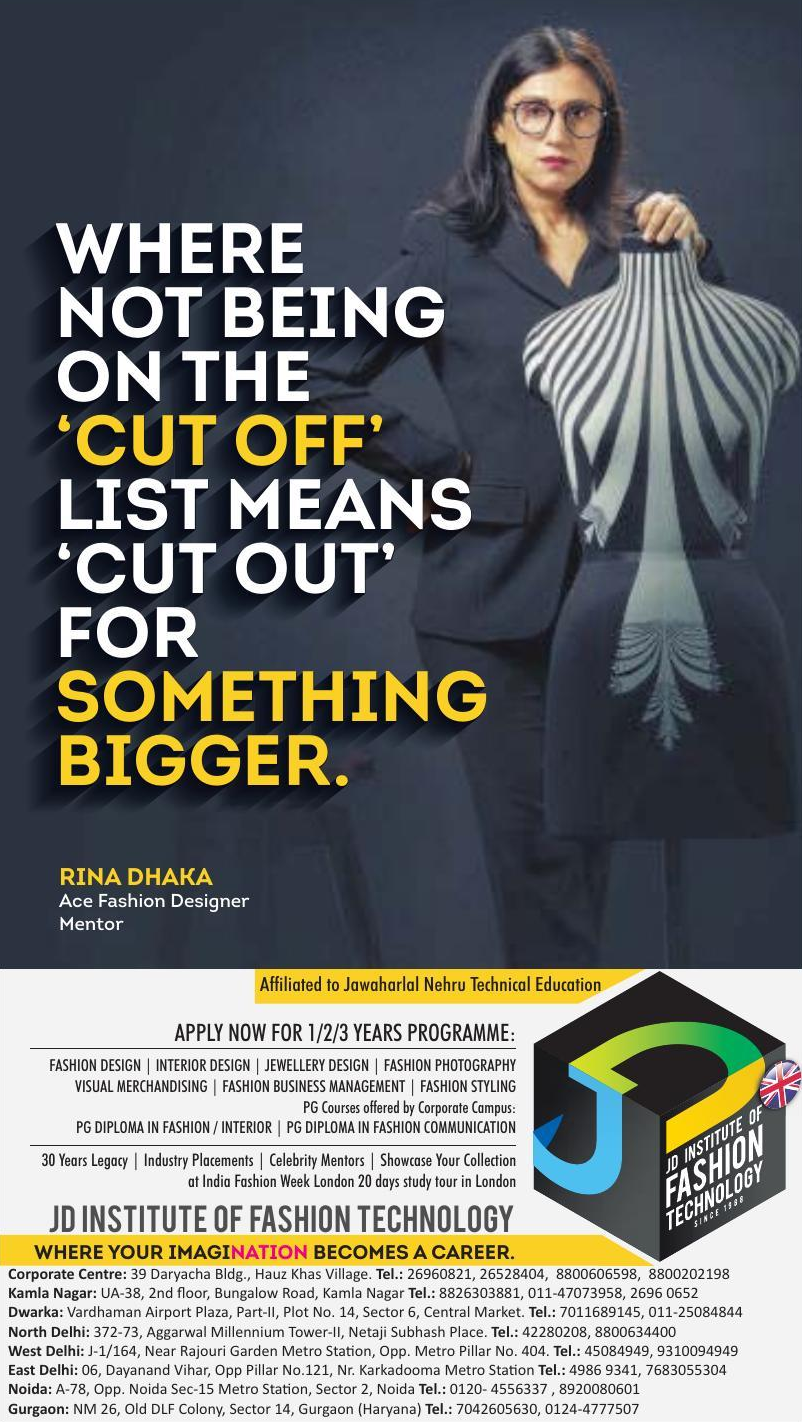 WHERE
NOT BEING
ON THE
‘CUT OFF’
LIST MEANS
‘CUT OUT’
FOR
SOMETHING
BIGGER.
RINA DHAKA
Ace Fashion Designer
Mentor
Affiliated to Jawaharlal Nehru Technical Education
APPLY NOW FOR 1/2/3 YEARS PROGRAMME:
FASHION DESIGN | INTERIOR DESIGN | JEWELLERY DESIGN | FASHION PHOTOGRAPHY
VISUAL MERCHANDISING | FASHION BUSINESS MANAGEMENT | FASHION STYLING
PG Courses offered by Corporate Campus:
PG DIPLOMA IN FASHION / INTERIOR | PG DIPLOMA IN FASHION COMMUNICATION
30 Years Legacy | Industry Placements | Celebrity Mentors | Showcase Your Collection
at India Fashion Week London 20 days study tour in London
JD INSTITUTE OF FASHION TECHNOLOGY
WHERE YOUR IMAGINATION BECOMES A CAREER.
JD
JD INSTITUTE OF
FASHION
TECHNOLOGY
SINCE 1988
Corporate Centre: 39 Daryacha Bldg., Hauz Khas Village. Tel.: 26960821, 26528404, 8800606598, 8800202198
Kamla Nagar: UA-38, 2nd floor, Bungalow Road, Kamla Nagar Tel.: 8826303881, 011-47073958, 2696 0652
Dwarka: Vardhaman Airport Plaza, Part-II, Plot No. 14, Sector 6, Central Market. Tel.: 7011689145, 011-25084844
North Delhi: 372-73, Aggarwal Millennium Tower-II, Netaji Subhash Place. Tel.: 42280208, 8800634400
West Delhi: J-1/164, Near Rajouri Garden Metro Station, Opp. Metro Pillar No. 404. Tel.: 45084949, 9310094949
East Delhi: 06, Dayanand Vihar, Opp Pillar No.121, Nr. Karkadooma Metro Station Tel.: 4986 9341, 7683055304
Noida: A-78, Opp. Noida Sec-15 Metro Station, Sector 2, Noida Tel.: 0120- 4556337 , 8920080601
Gurgaon: NM 26, Old DLF Colony, Sector 14, Gurgaon (Haryana) Tel.: 7042605630, 0124-4777507